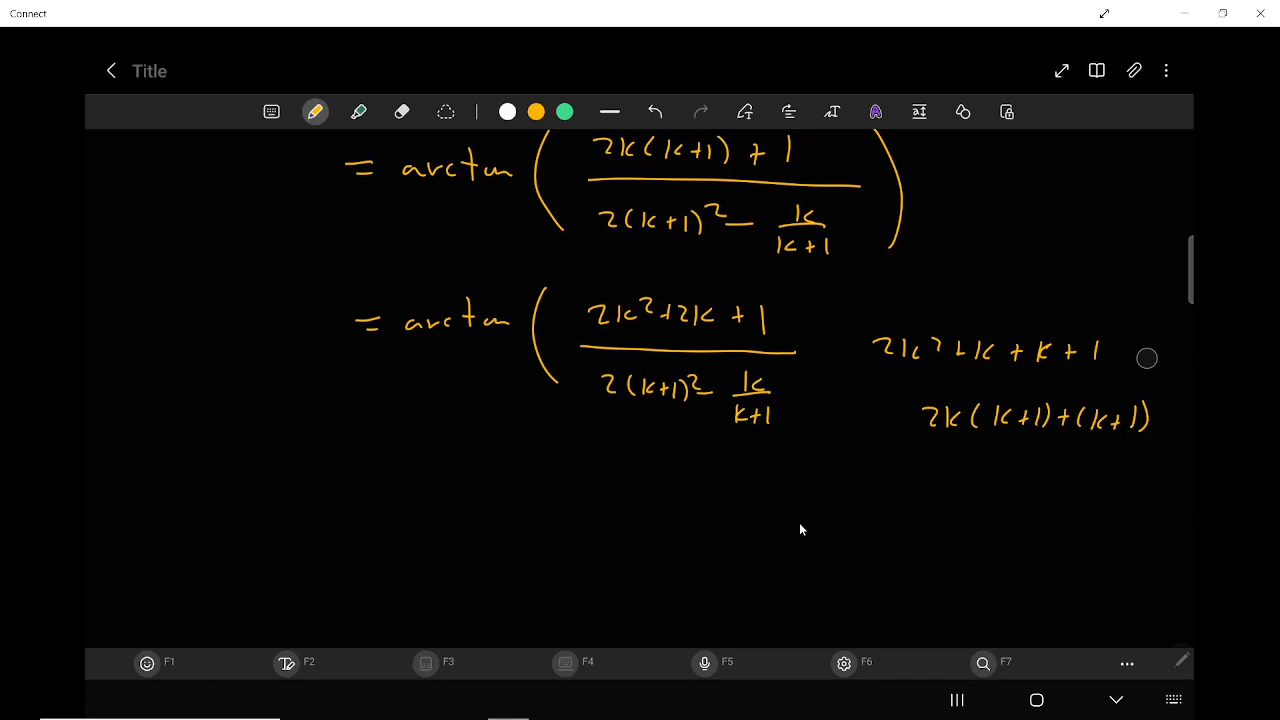 Connect
Title
= arctan ( 2k(k+1) + 1 / 2(k+1)² - k/k+1 )
= arctan ( 2k²+2k + 1 / 2(k+1)² - k/k+1
2k²+k + k + 1
2k(k+1)+(k+1)
F1 F2 F3 F4 F5 F6 F7